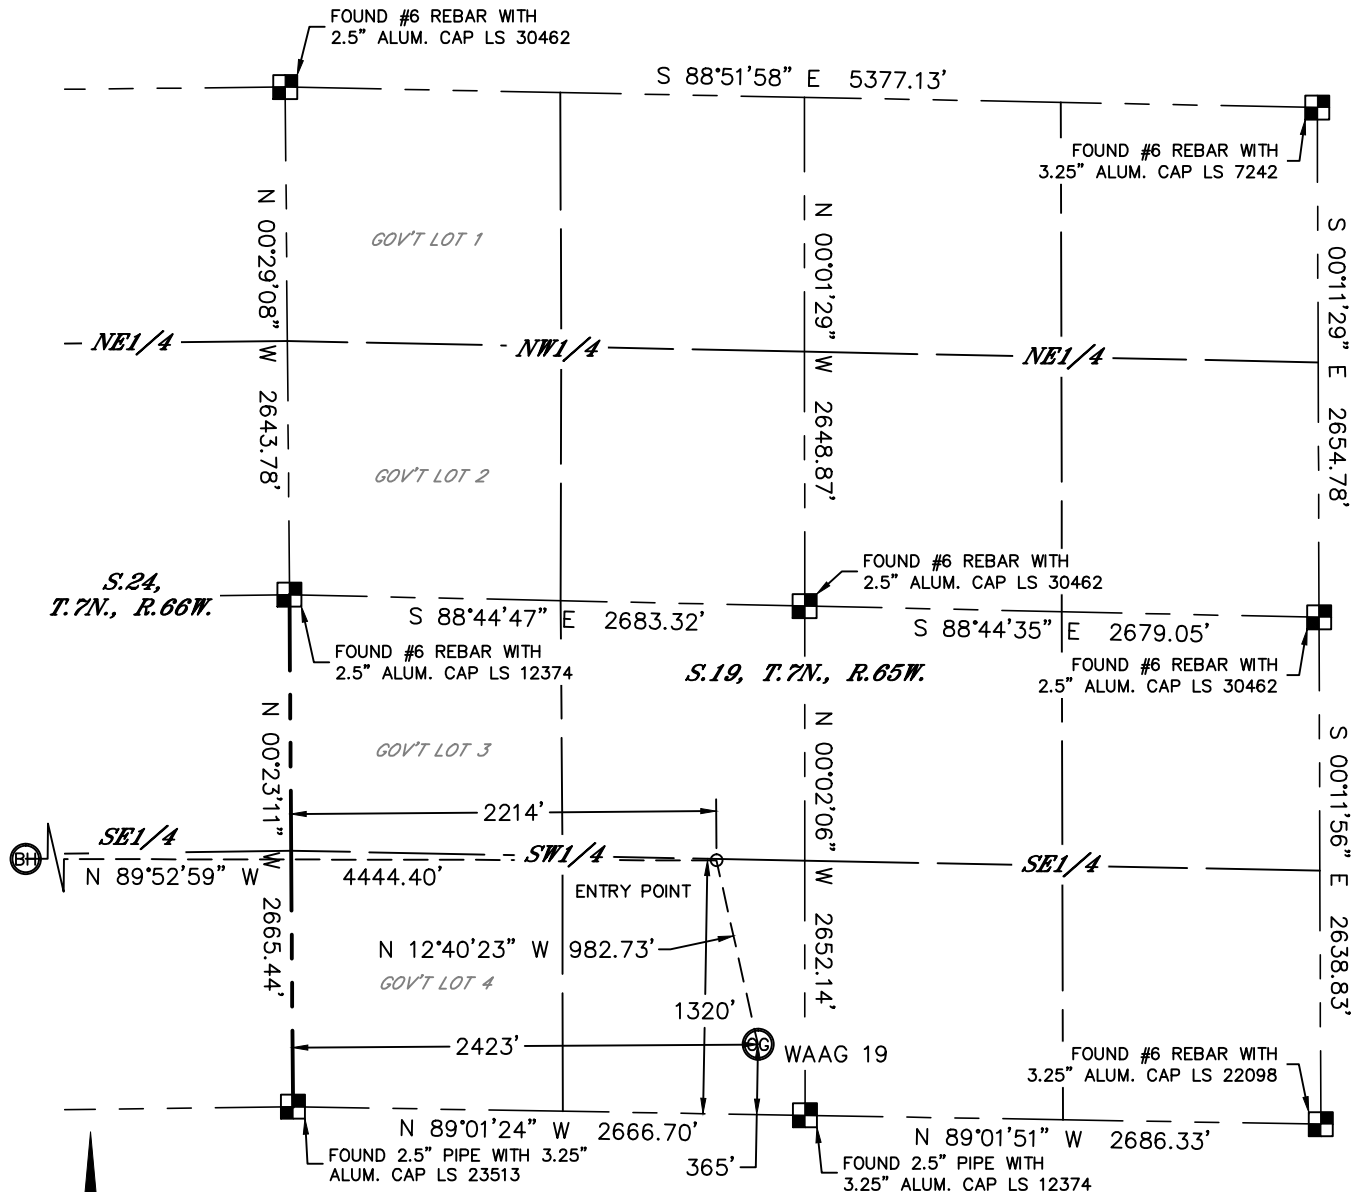 FOUND #6 REBAR WITH
2.5" ALUM. CAP LS 30462
S 88°51'58" E 5377.13'
FOUND #6 REBAR WITH
3.25" ALUM. CAP LS 7242
N 00°29'08" W 2643.78'
GOV'T LOT 1
N 00°01'29" W 2648.87'
S 00°11'29" E 2654.78'
NE1/4
NW1/4
NE1/4
GOV'T LOT 2
S.24,
T.7N., R.66W.
FOUND #6 REBAR WITH
2.5" ALUM. CAP LS 30462
S 88°44'47" E 2683.32'
S 88°44'35" E 2679.05'
FOUND #6 REBAR WITH
2.5" ALUM. CAP LS 12374
S.19, T.7N., R.65W.
FOUND #6 REBAR WITH
2.5" ALUM. CAP LS 30462
N 00°23'11" W 2665.44'
GOV'T LOT 3
N 00°02'06" W 2652.14'
S 00°11'56" E 2638.83'
2214'
SE1/4
SW1/4
SE1/4
BH
N 89°52'59" W 4444.40'
ENTRY POINT
N 12°40'23" W 982.73'
GOV'T LOT 4
1320'
2423'
OG
WAAG 19
FOUND #6 REBAR WITH
3.25" ALUM. CAP LS 22098
N 89°01'24" W 2666.70'
N 89°01'51" W 2686.33'
FOUND 2.5" PIPE WITH 3.25"
ALUM. CAP LS 23513
365'
FOUND 2.5" PIPE WITH
3.25" ALUM. CAP LS 12374